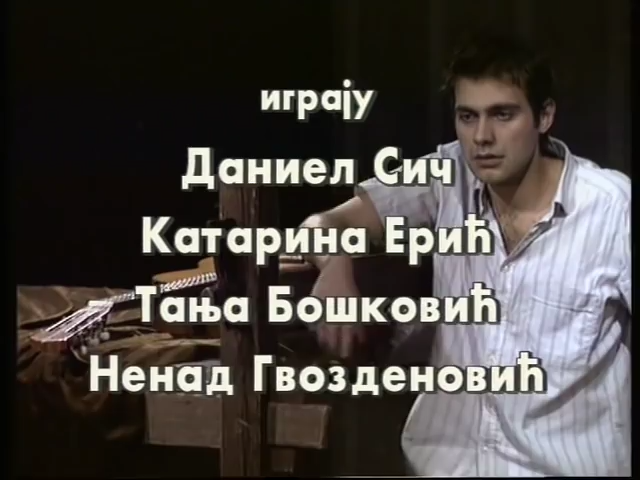 играју
Даниел Сич
Катарина Ерић
Тања Бошковић
Ненад Гвозденовић